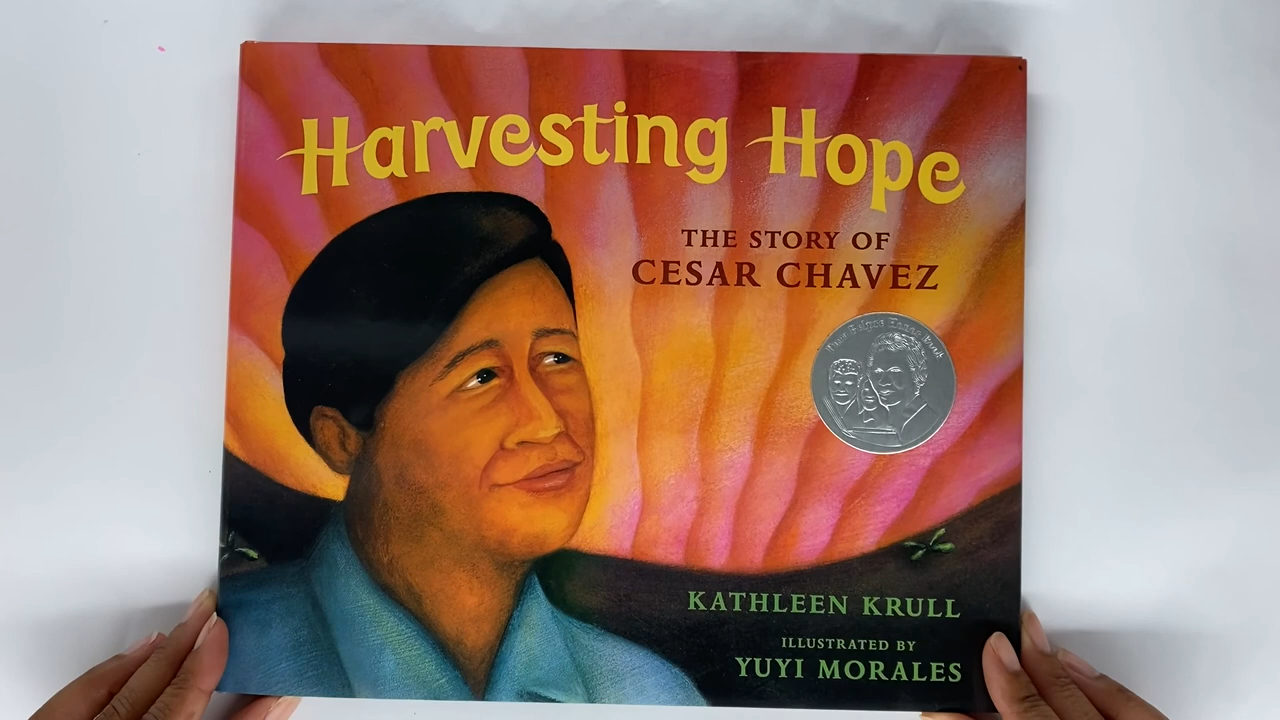 Harvesting Hope
THE STORY OF
CESAR CHAVEZ
KATHLEEN KRULL
ILLUSTRATED BY
YUYI MORALES